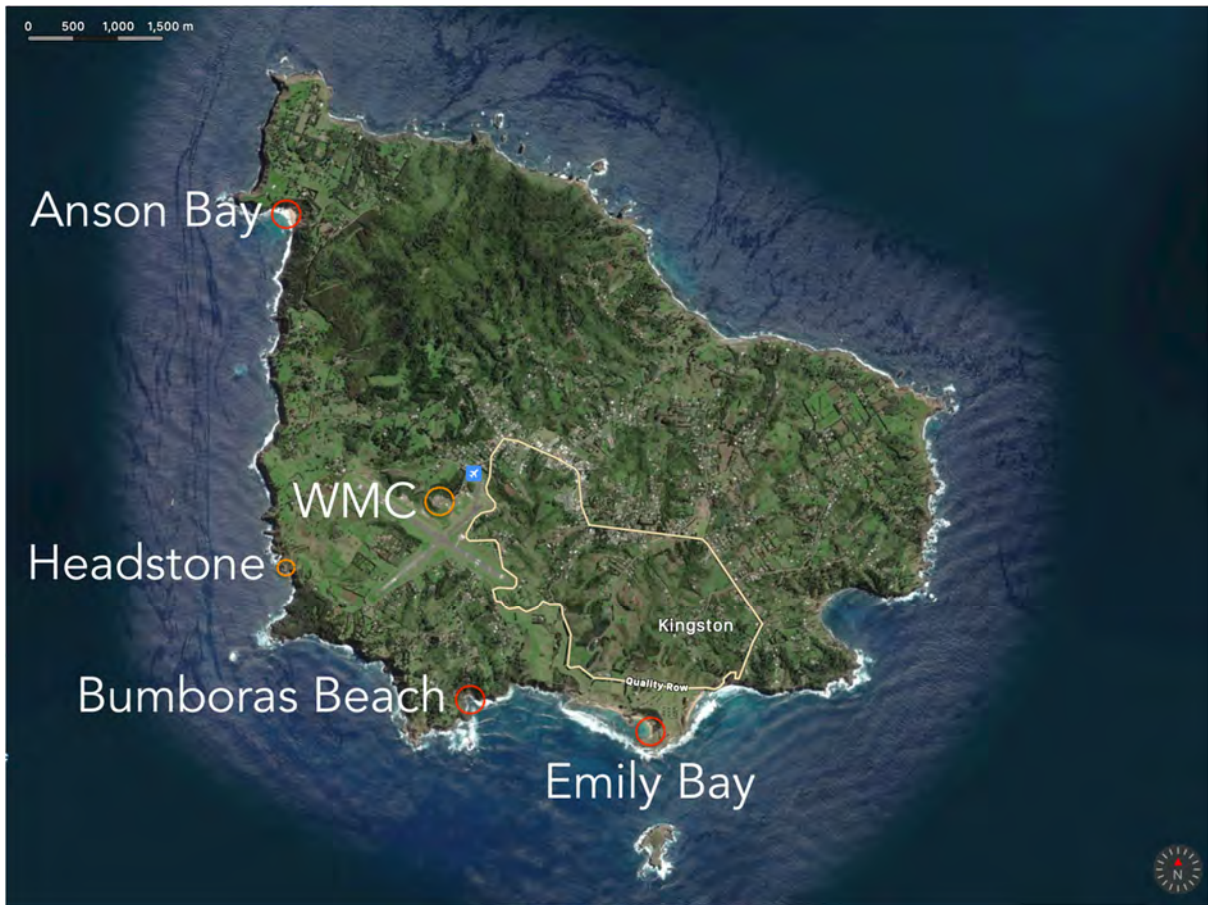 0 500 1,000 1,500 m
Anson Bay
WMC
Headstone
Kingston
Quality Row
Bumboras Beach
Emily Bay
N